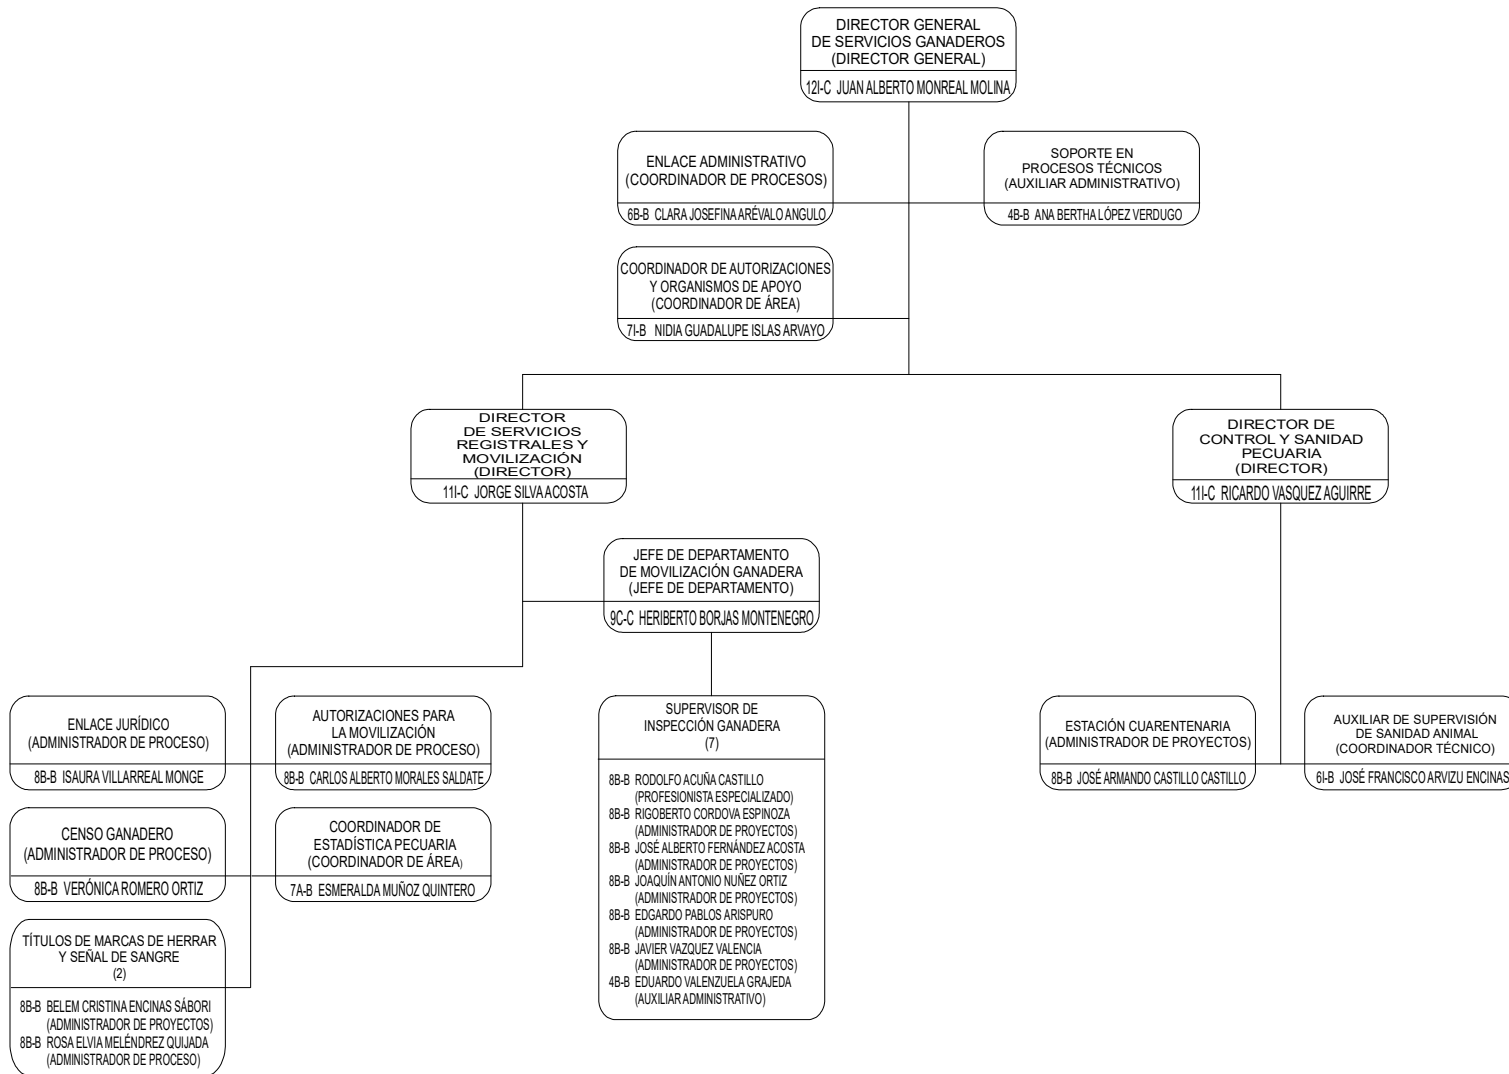 DIRECTOR GENERAL
DE SERVICIOS GANADEROS
(DIRECTOR GENERAL)
12I-C JUAN ALBERTO MONREAL MOLINA
ENLACE ADMINISTRATIVO
(COORDINADOR DE PROCESOS)
6B-B CLARA JOSEFINA ARÉVALO ANGULO
SOPORTE EN
PROCESOS TÉCNICOS
(AUXILIAR ADMINISTRATIVO)
4B-B ANA BERTHA LÓPEZ VERDUGO
COORDINADOR DE AUTORIZACIONES
Y ORGANISMOS DE APOYO
(COORDINADOR DE ÁREA)
7I-B NIDIA GUADALUPE ISLAS ARVAYO
DIRECTOR
DE SERVICIOS
REGISTRALES Y
MOVILIZACIÓN
(DIRECTOR)
11I-C JORGE SILVA ACOSTA
DIRECTOR DE
CONTROL Y SANIDAD
PECUARIA
(DIRECTOR)
11I-C RICARDO VASQUEZ AGUIRRE
JEFE DE DEPARTAMENTO
DE MOVILIZACIÓN GANADERA
(JEFE DE DEPARTAMENTO)
9C-C HERIBERTO BORJAS MONTENEGRO
ENLACE JURÍDICO
(ADMINISTRADOR DE PROCESO)
8B-B ISAURA VILLARREAL MONGE
AUTORIZACIONES PARA
LA MOVILIZACIÓN
(ADMINISTRADOR DE PROCESO)
8B-B CARLOS ALBERTO MORALES SALDATE
CENSO GANADERO
(ADMINISTRADOR DE PROCESO)
8B-B VERÓNICA ROMERO ORTIZ
COORDINADOR DE
ESTADÍSTICA PECUARIA
(COORDINADOR DE ÁREA)
7A-B ESMERALDA MUÑOZ QUINTERO
TÍTULOS DE MARCAS DE HERRAR
Y SEÑAL DE SANGRE
(2)
8B-B BELEM CRISTINA ENCINAS SÁBORI
(ADMINISTRADOR DE PROYECTOS)
8B-B ROSA ELVIA MELÉNDREZ QUIJADA
(ADMINISTRADOR DE PROCESO)
SUPERVISOR DE
INSPECCIÓN GANADERA
(7)
8B-B RODOLFO ACUÑA CASTILLO
(PROFESIONISTA ESPECIALIZADO)
8B-B RIGOBERTO CORDOVA ESPINOZA
(ADMINISTRADOR DE PROYECTOS)
8B-B JOSÉ ALBERTO FERNÁNDEZ ACOSTA
(ADMINISTRADOR DE PROYECTOS)
8B-B JOAQUÍN ANTONIO NUÑEZ ORTIZ
(ADMINISTRADOR DE PROYECTOS)
8B-B EDGARDO PABLOS ARISPURO
(ADMINISTRADOR DE PROYECTOS)
8B-B JAVIER VAZQUEZ VALENCIA
(ADMINISTRADOR DE PROYECTOS)
4B-B EDUARDO VALENZUELA GRAJEDA
(AUXILIAR ADMINISTRATIVO)
ESTACIÓN CUARENTENARIA
(ADMINISTRADOR DE PROYECTOS)
8B-B JOSÉ ARMANDO CASTILLO CASTILLO
AUXILIAR DE SUPERVISIÓN
DE SANIDAD ANIMAL
(COORDINADOR TÉCNICO)
6I-B JOSÉ FRANCISCO ARVIZU ENCINAS